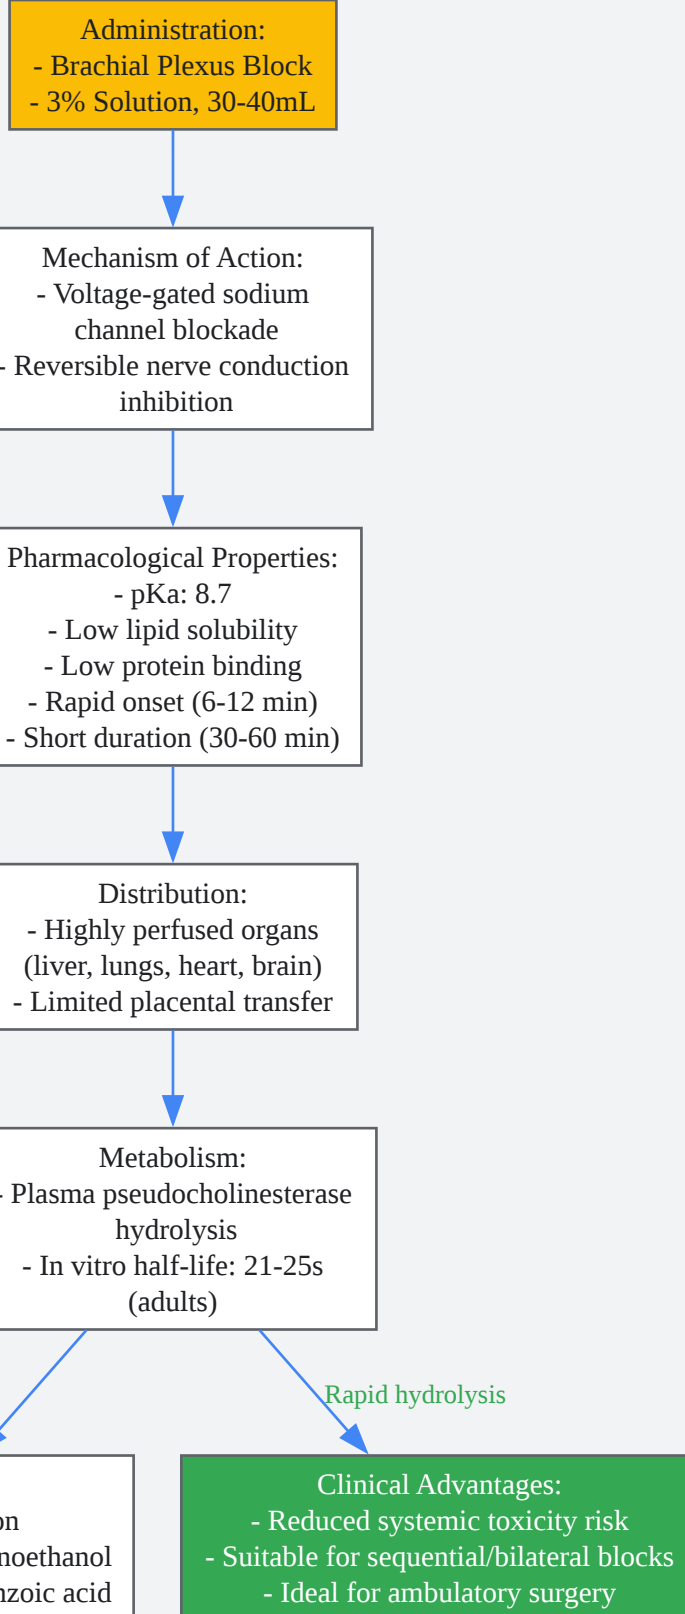 Administration:
- Brachial Plexus Block
- 3% Solution, 30-40mL
Mechanism of Action:
- Voltage-gated sodium
channel blockade
- Reversible nerve conduction
inhibition
Pharmacological Properties:
- pKa: 8.7
- Low lipid solubility
- Low protein binding
- Rapid onset (6-12 min)
- Short duration (30-60 min)
Distribution:
- Highly perfused organs
(liver, lungs, heart, brain)
- Limited placental transfer
Metabolism:
- Plasma pseudocholinesterase
hydrolysis
- In vitro half-life: 21-25s
(adults)
Rapid hydrolysis
on
noethanol
nzoic acid
Clinical Advantages:
- Reduced systemic toxicity risk
- Suitable for sequential/bilateral blocks
- Ideal for ambulatory surgery